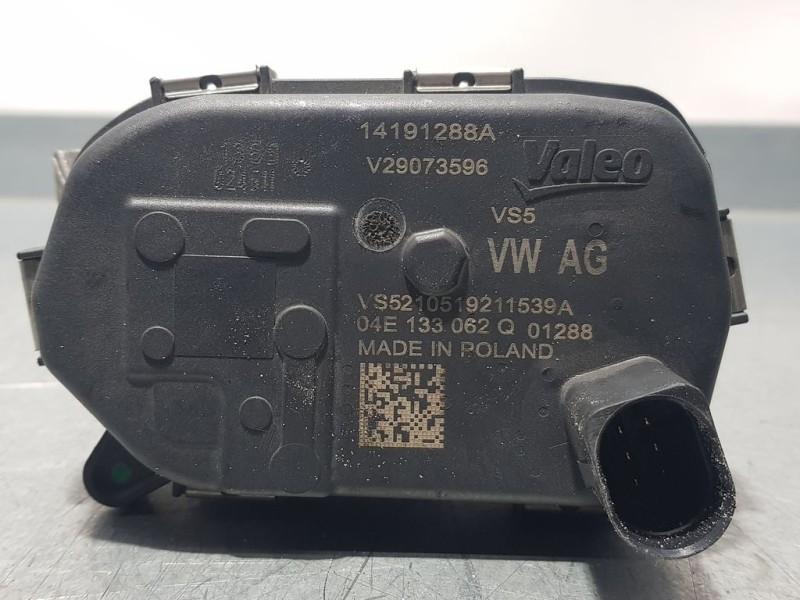 14191288A
Valeo
V29073596
VS5
VW AG
VS5210519211539A
04E 133 062 Q 01288
MADE IN POLAND